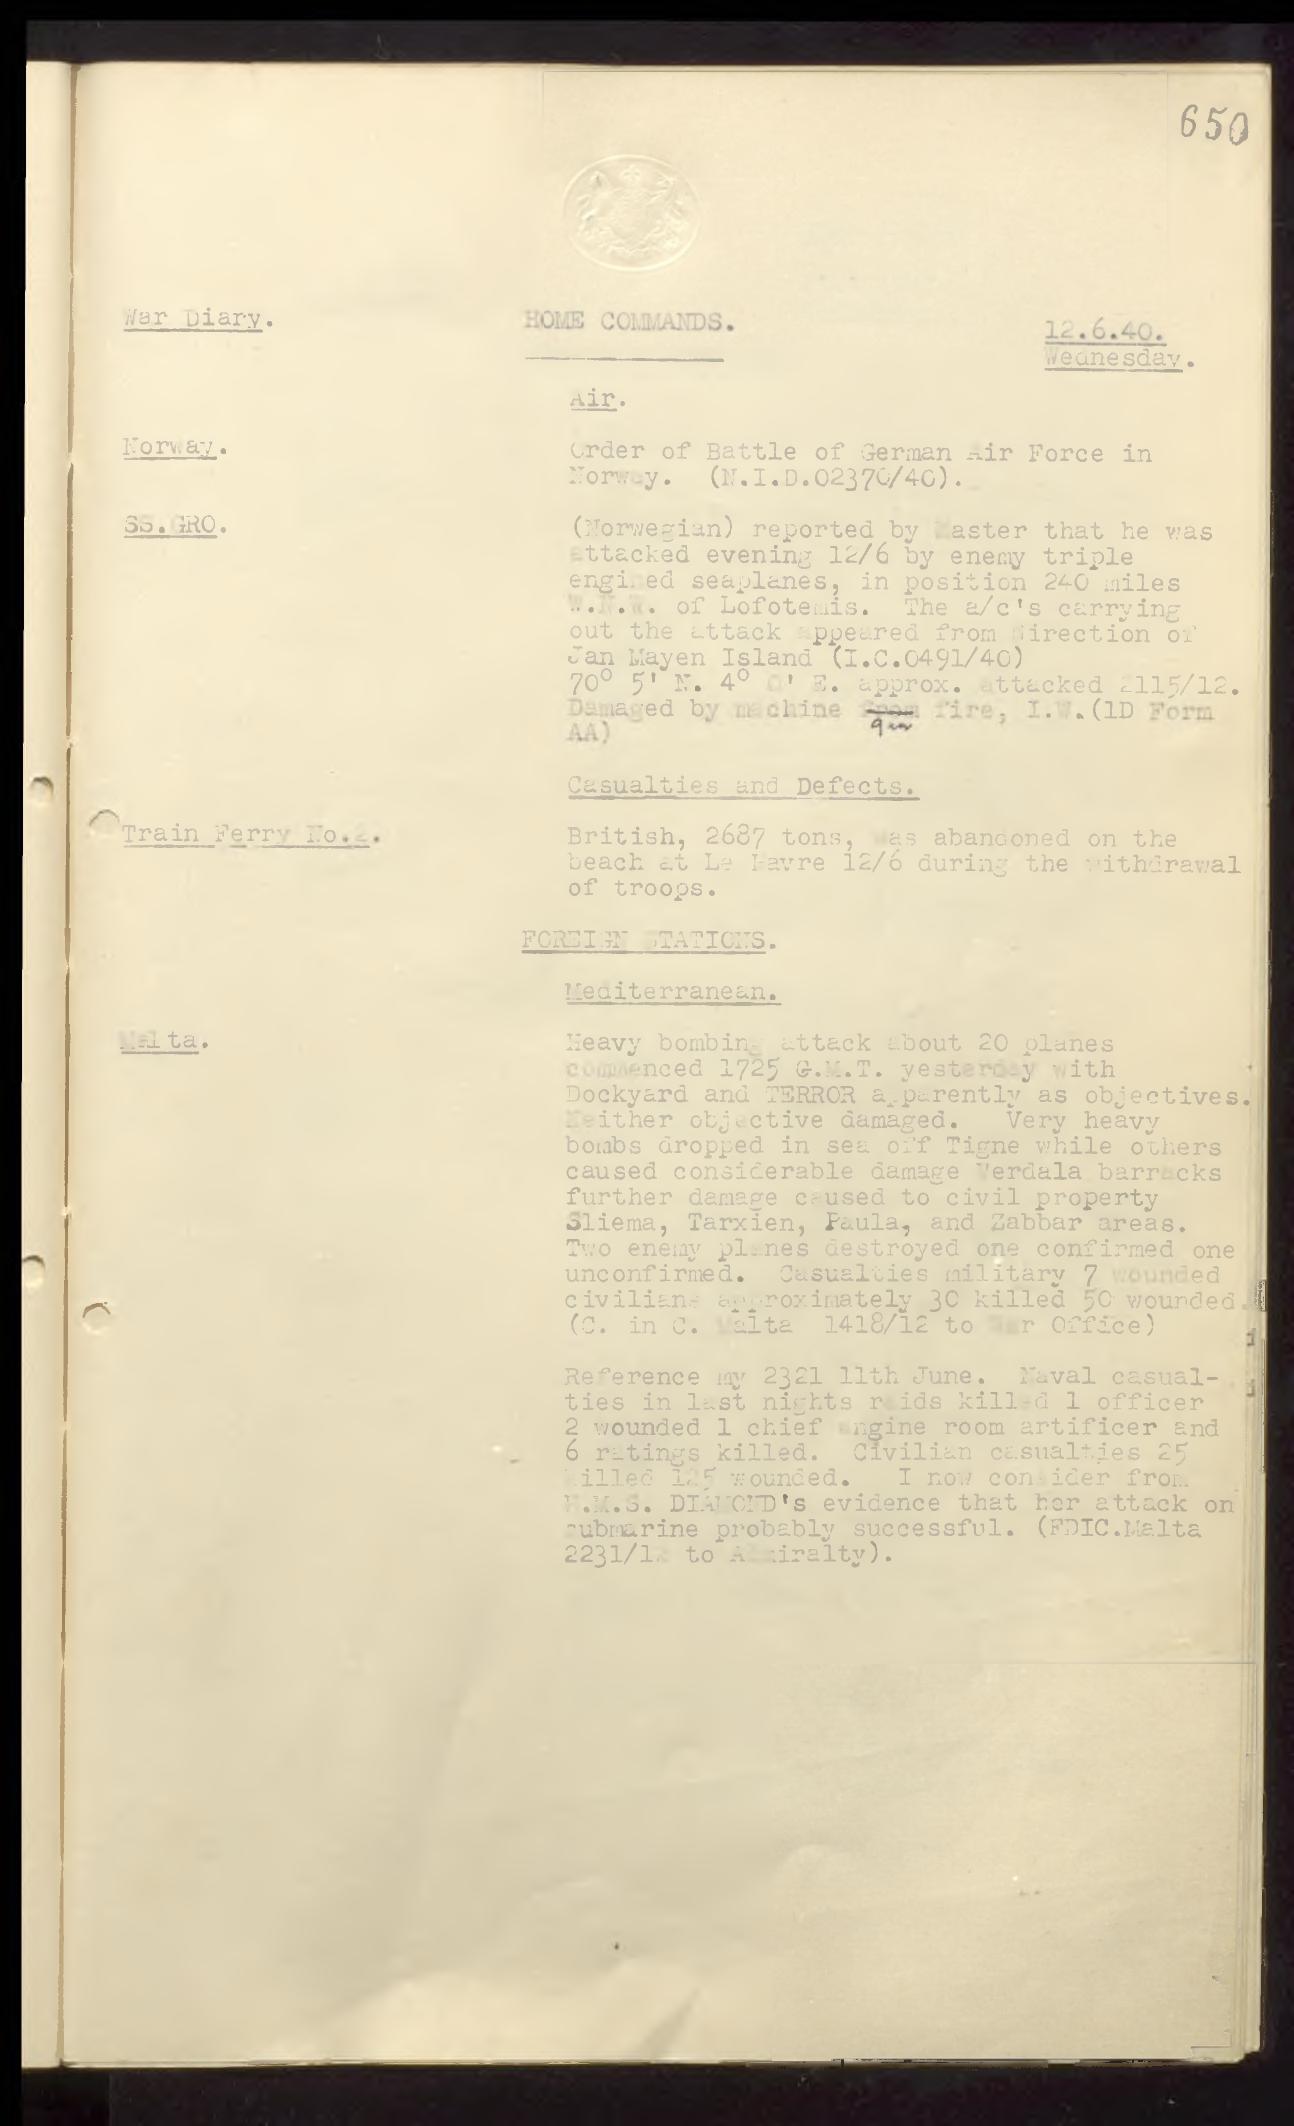 650
War Diary.
HOME COMMANDS.
12.6.40.
Wednesday.
Air.
Norway.
Order of Battle of German Air Force in
Norway. (N.I.D.02370/40).
SS.GRO.
(Norwegian) reported by Master that he was
attacked evening 12/6 by enemy triple
engined seaplanes, in position 240 miles
W.N.W. of Lofotemis. The a/c's carrying
out the attack appeared from direction of
Jan Mayen Island (I.C.0491/40)
70° 5' N. 4° 0' E. approx. attacked 2115/12.
Damaged by machine from fire, I.W.(1D Form
gun
AA)
Casualties and Defects.
Train Ferry No.2.
British, 2687 tons, was abandoned on the
beach at Le Havre 12/6 during the withdrawal
of troops.
FOREIGN STATIONS.
Mediterranean.
Malta.
Heavy bombing attack about 20 planes
commenced 1725 G.M.T. yesterday with
Dockyard and TERROR apparently as objectives.
Neither objective damaged. Very heavy
bombs dropped in sea off Tigne while others
caused considerable damage Verdala barracks
further damage caused to civil property
Sliema, Tarxien, Paula, and Zabbar areas.
Two enemy planes destroyed one confirmed one
unconfirmed. Casualties military 7 wounded
civilians approximately 30 killed 50 wounded.
(C. in C. Malta 1418/12 to War Office)
Reference my 2321 11th June. Naval casual-
ties in last nights raids killed 1 officer
2 wounded 1 chief engine room artificer and
6 ratings killed. Civilian casualties 25
killed 125 wounded. I now consider from
H.M.S. DIAMOND's evidence that her attack on
submarine probably successful. (FDIC.Malta
2231/12 to Admiralty).